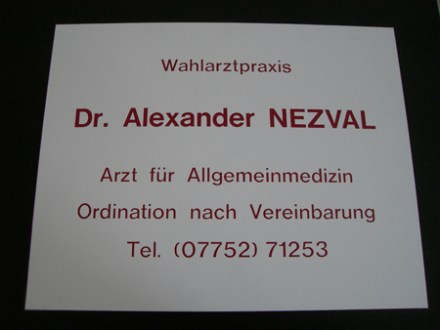 Wahlarztpraxis
Dr. Alexander NEZVAL
Arzt für Allgemeinmedizin
Ordination nach Vereinbarung
Tel. (07752) 71253